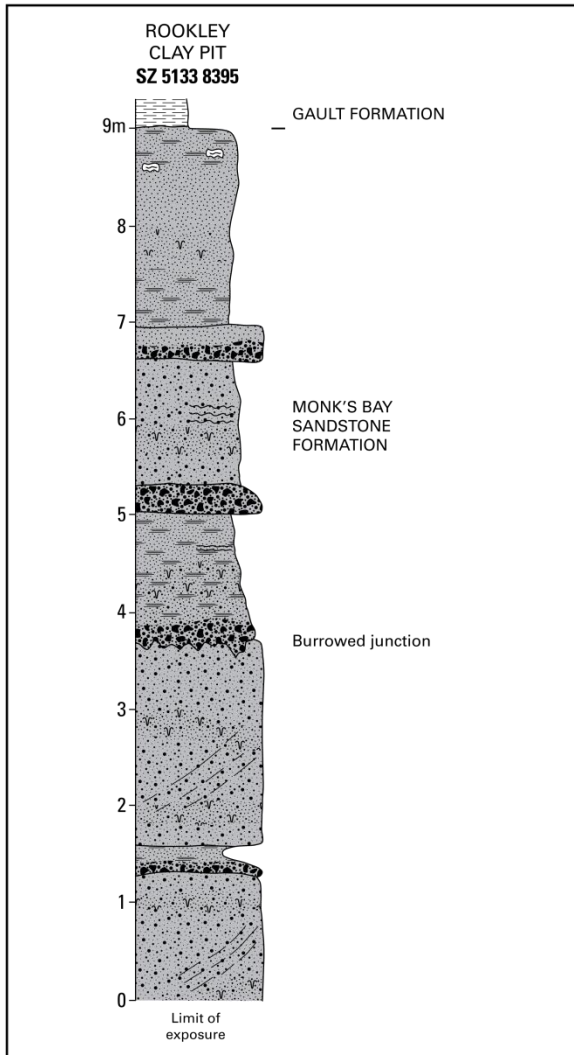 ROOKLEY
CLAY PIT
SZ 5133 8395
GAULT FORMATION
9m
8
7
6
MONK'S BAY
SANDSTONE
FORMATION
5
4
Burrowed junction
3
2
1
0
Limit of
exposure